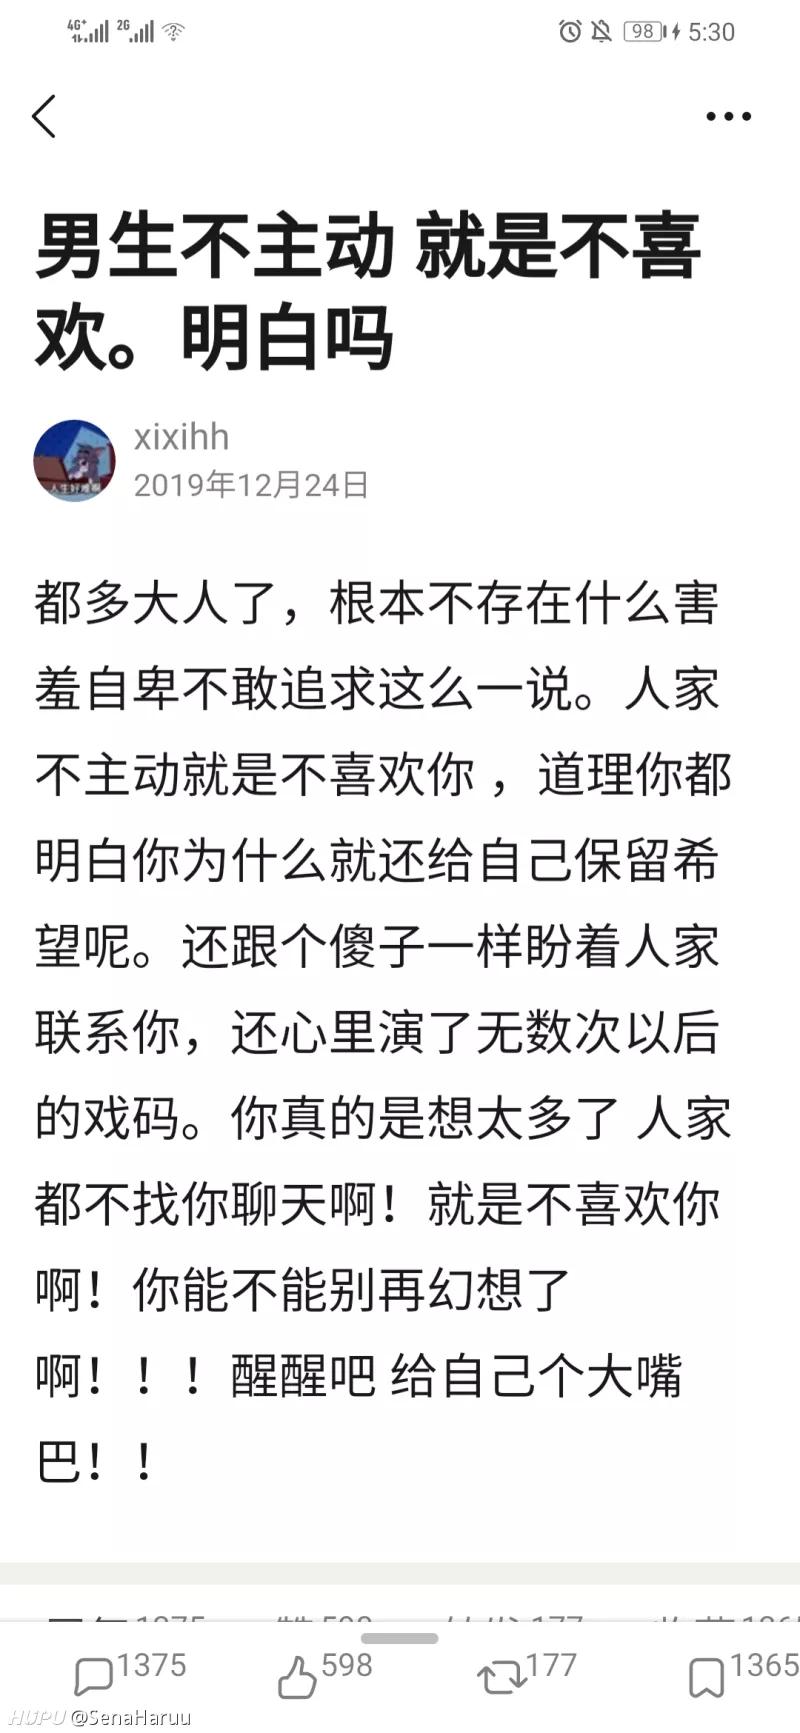 4G+ 2G 98 5:30
男生不主动 就是不喜
欢。明白吗
xixihh
2019年12月24日
人生好难啊
都多大人了，根本不存在什么害
羞自卑不敢追求这么一说。人家
不主动就是不喜欢你 ，道理你都
明白你为什么就还给自己保留希
望呢。还跟个傻子一样盼着人家
联系你，还心里演了无数次以后
的戏码。你真的是想太多了 人家
都不找你聊天啊！就是不喜欢你
啊！你能不能别再幻想了
啊！！！醒醒吧 给自己个大嘴
巴！！
1375 598 177 1365
HUPU @SenaHaruu